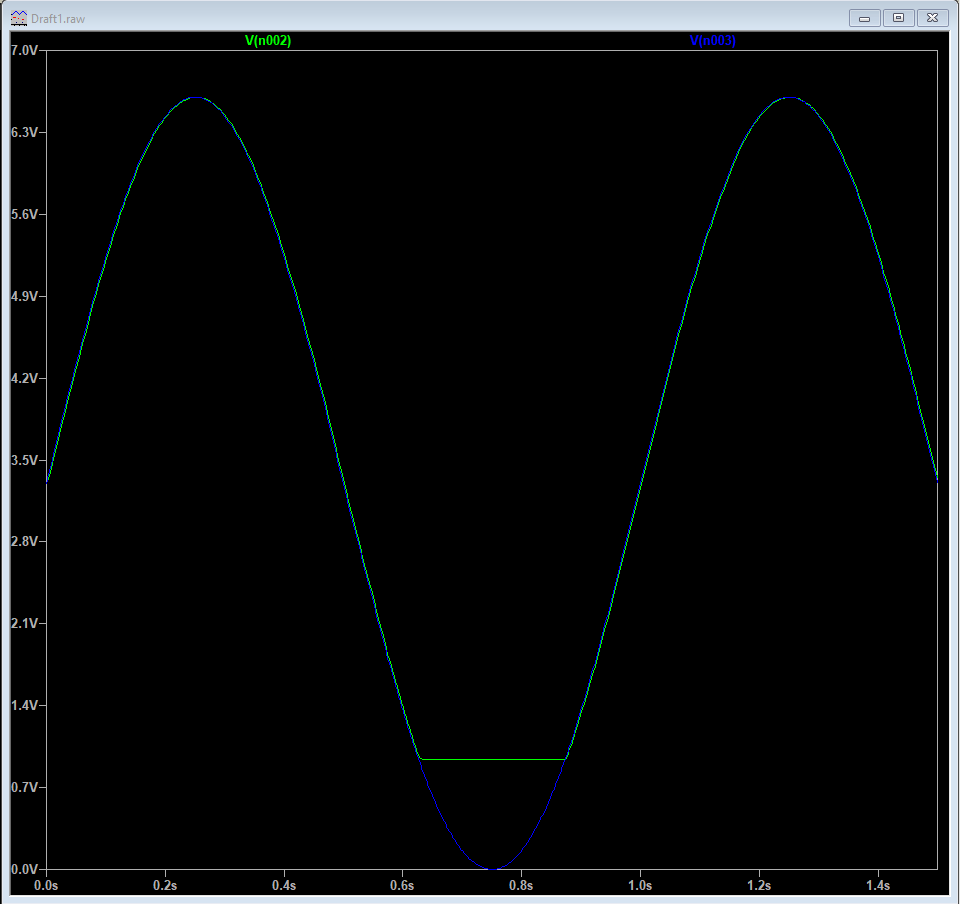 Draft1.raw
V(n002) V(n003)
7.0V
6.3V
5.6V
4.9V
4.2V
3.5V
2.8V
2.1V
1.4V
0.7V
0.0V
0.0s 0.2s 0.4s 0.6s 0.8s 1.0s 1.2s 1.4s